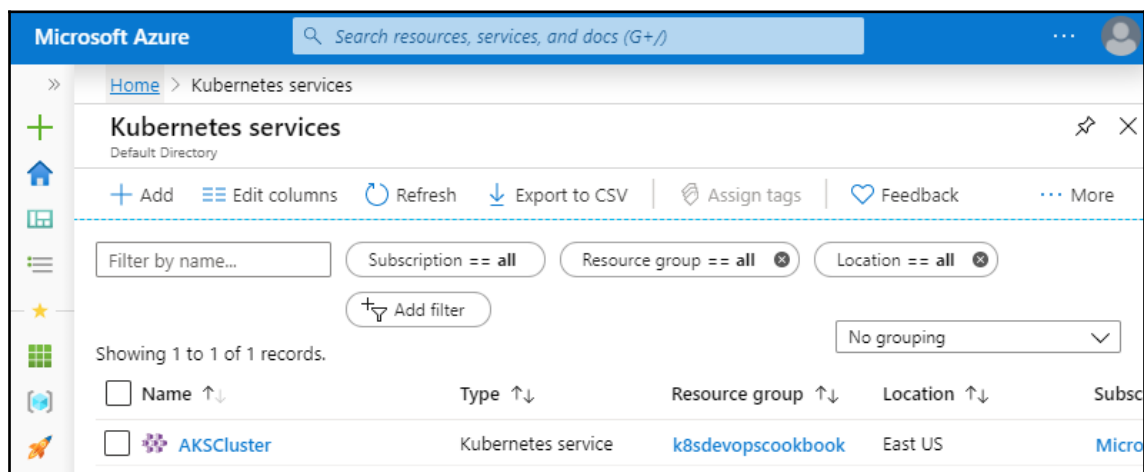 Microsoft Azure Search resources, services, and docs (G+/) ...
» Home > Kubernetes services
Kubernetes services
Default Directory
+ Add Edit columns Refresh Export to CSV Assign tags Feedback ... More
Filter by name... Subscription == all Resource group == all Location == all
Add filter
No grouping
Showing 1 to 1 of 1 records.
Name ↑↓ Type ↑↓ Resource group ↑↓ Location ↑↓ Subsc
AKSCluster Kubernetes service k8sdevopscookbook East US Micro